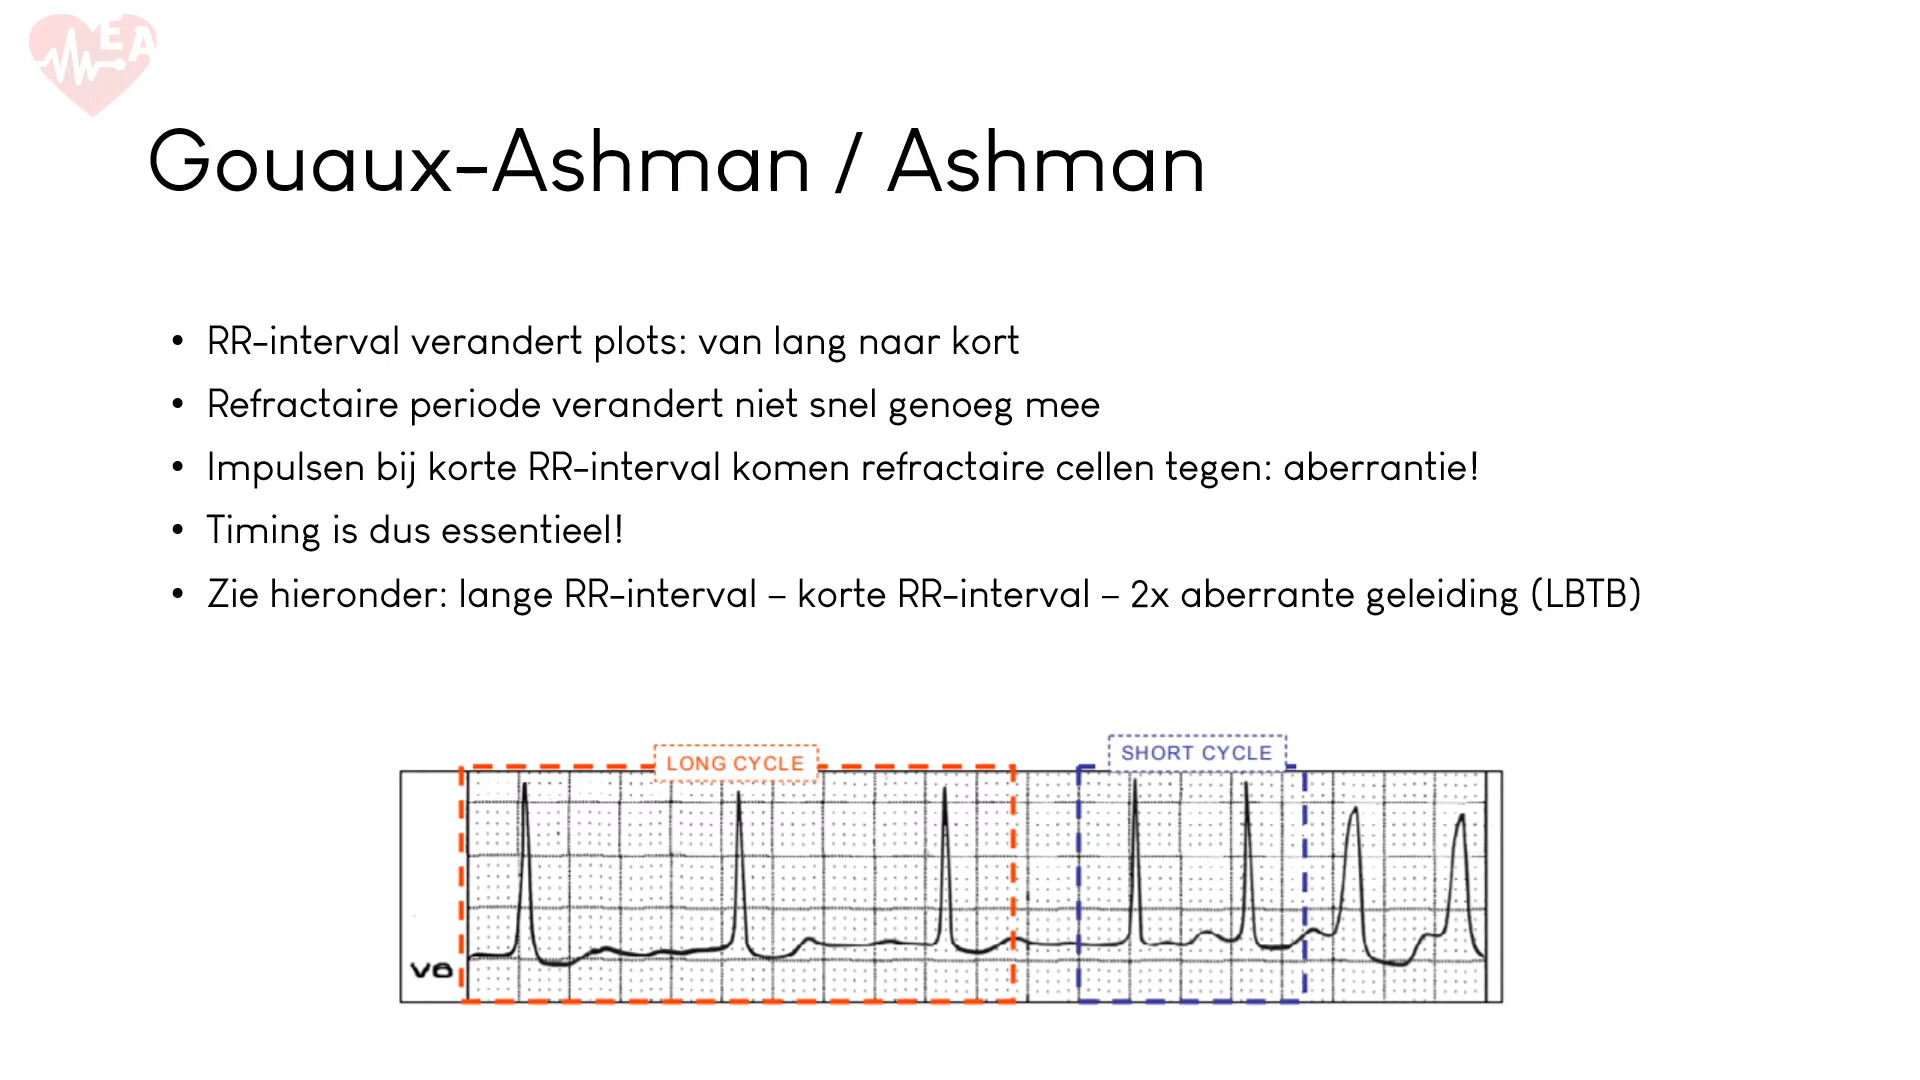 EA
Gouaux-Ashman / Ashman
• RR-interval verandert plots: van lang naar kort
• Refractaire periode verandert niet snel genoeg mee
• Impulsen bij korte RR-interval komen refractaire cellen tegen: aberrantie!
• Timing is dus essentieel!
• Zie hieronder: lange RR-interval – korte RR-interval – 2x aberrante geleiding (LBTB)
LONG CYCLE
SHORT CYCLE
V6